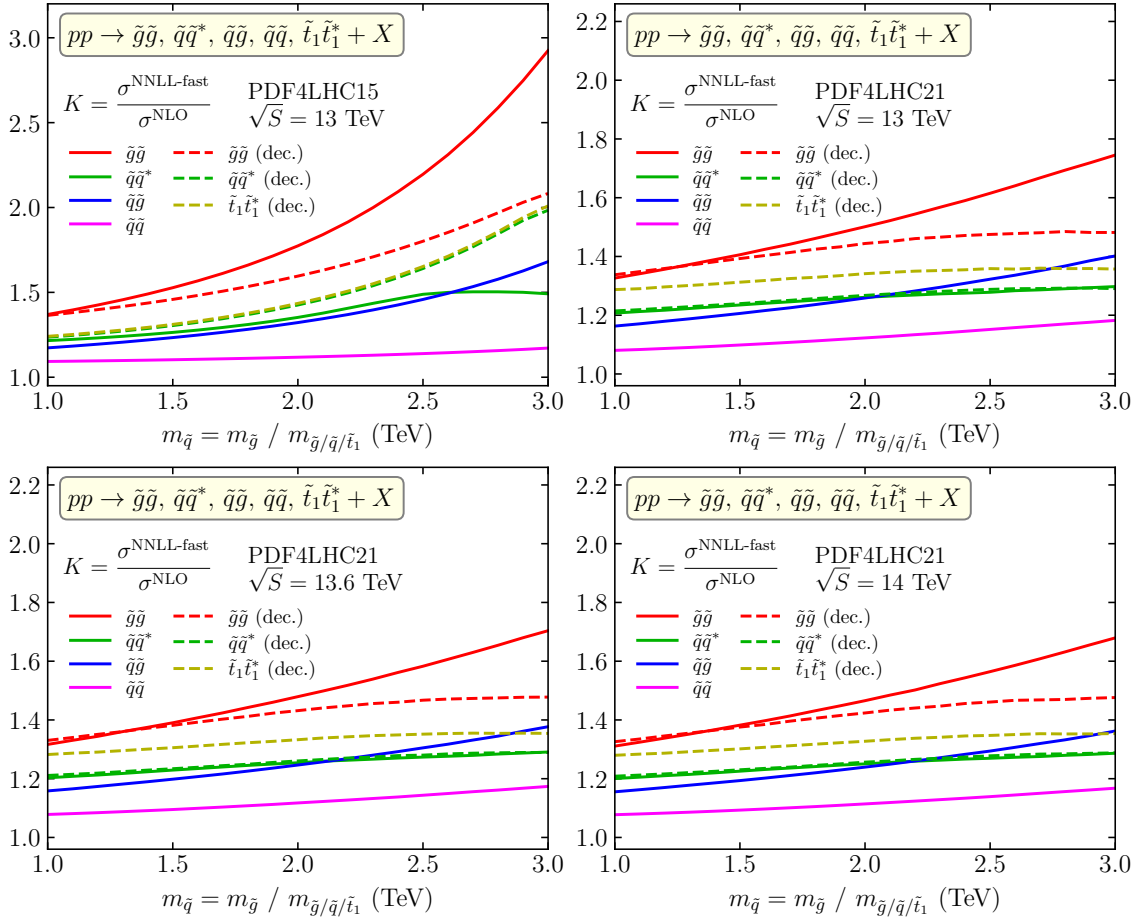 pp → g̃g̃, q̃q̃*, q̃g̃, q̃q̃, t̃₁t̃₁* + X
K = σ^NNLL-fast / σ^NLO
PDF4LHC15
√S = 13 TeV
g̃g̃
q̃q̃*
q̃g̃
q̃q̃
g̃g̃ (dec.)
q̃q̃* (dec.)
t̃₁t̃₁* (dec.)
3.0
2.5
2.0
1.5
1.0
1.0 1.5 2.0 2.5 3.0
m_q̃ = m_g̃ / m_g̃/q̃/t̃₁ (TeV)
pp → g̃g̃, q̃q̃*, q̃g̃, q̃q̃, t̃₁t̃₁* + X
K = σ^NNLL-fast / σ^NLO
PDF4LHC21
√S = 13 TeV
g̃g̃
q̃q̃*
q̃g̃
q̃q̃
g̃g̃ (dec.)
q̃q̃* (dec.)
t̃₁t̃₁* (dec.)
2.2
2.0
1.8
1.6
1.4
1.2
1.0
1.0 1.5 2.0 2.5 3.0
m_q̃ = m_g̃ / m_g̃/q̃/t̃₁ (TeV)
pp → g̃g̃, q̃q̃*, q̃g̃, q̃q̃, t̃₁t̃₁* + X
K = σ^NNLL-fast / σ^NLO
PDF4LHC21
√S = 13.6 TeV
g̃g̃
q̃q̃*
q̃g̃
q̃q̃
g̃g̃ (dec.)
q̃q̃* (dec.)
t̃₁t̃₁* (dec.)
2.2
2.0
1.8
1.6
1.4
1.2
1.0
1.0 1.5 2.0 2.5 3.0
m_q̃ = m_g̃ / m_g̃/q̃/t̃₁ (TeV)
pp → g̃g̃, q̃q̃*, q̃g̃, q̃q̃, t̃₁t̃₁* + X
K = σ^NNLL-fast / σ^NLO
PDF4LHC21
√S = 14 TeV
g̃g̃
q̃q̃*
q̃g̃
q̃q̃
g̃g̃ (dec.)
q̃q̃* (dec.)
t̃₁t̃₁* (dec.)
2.2
2.0
1.8
1.6
1.4
1.2
1.0
1.0 1.5 2.0 2.5 3.0
m_q̃ = m_g̃ / m_g̃/q̃/t̃₁ (TeV)